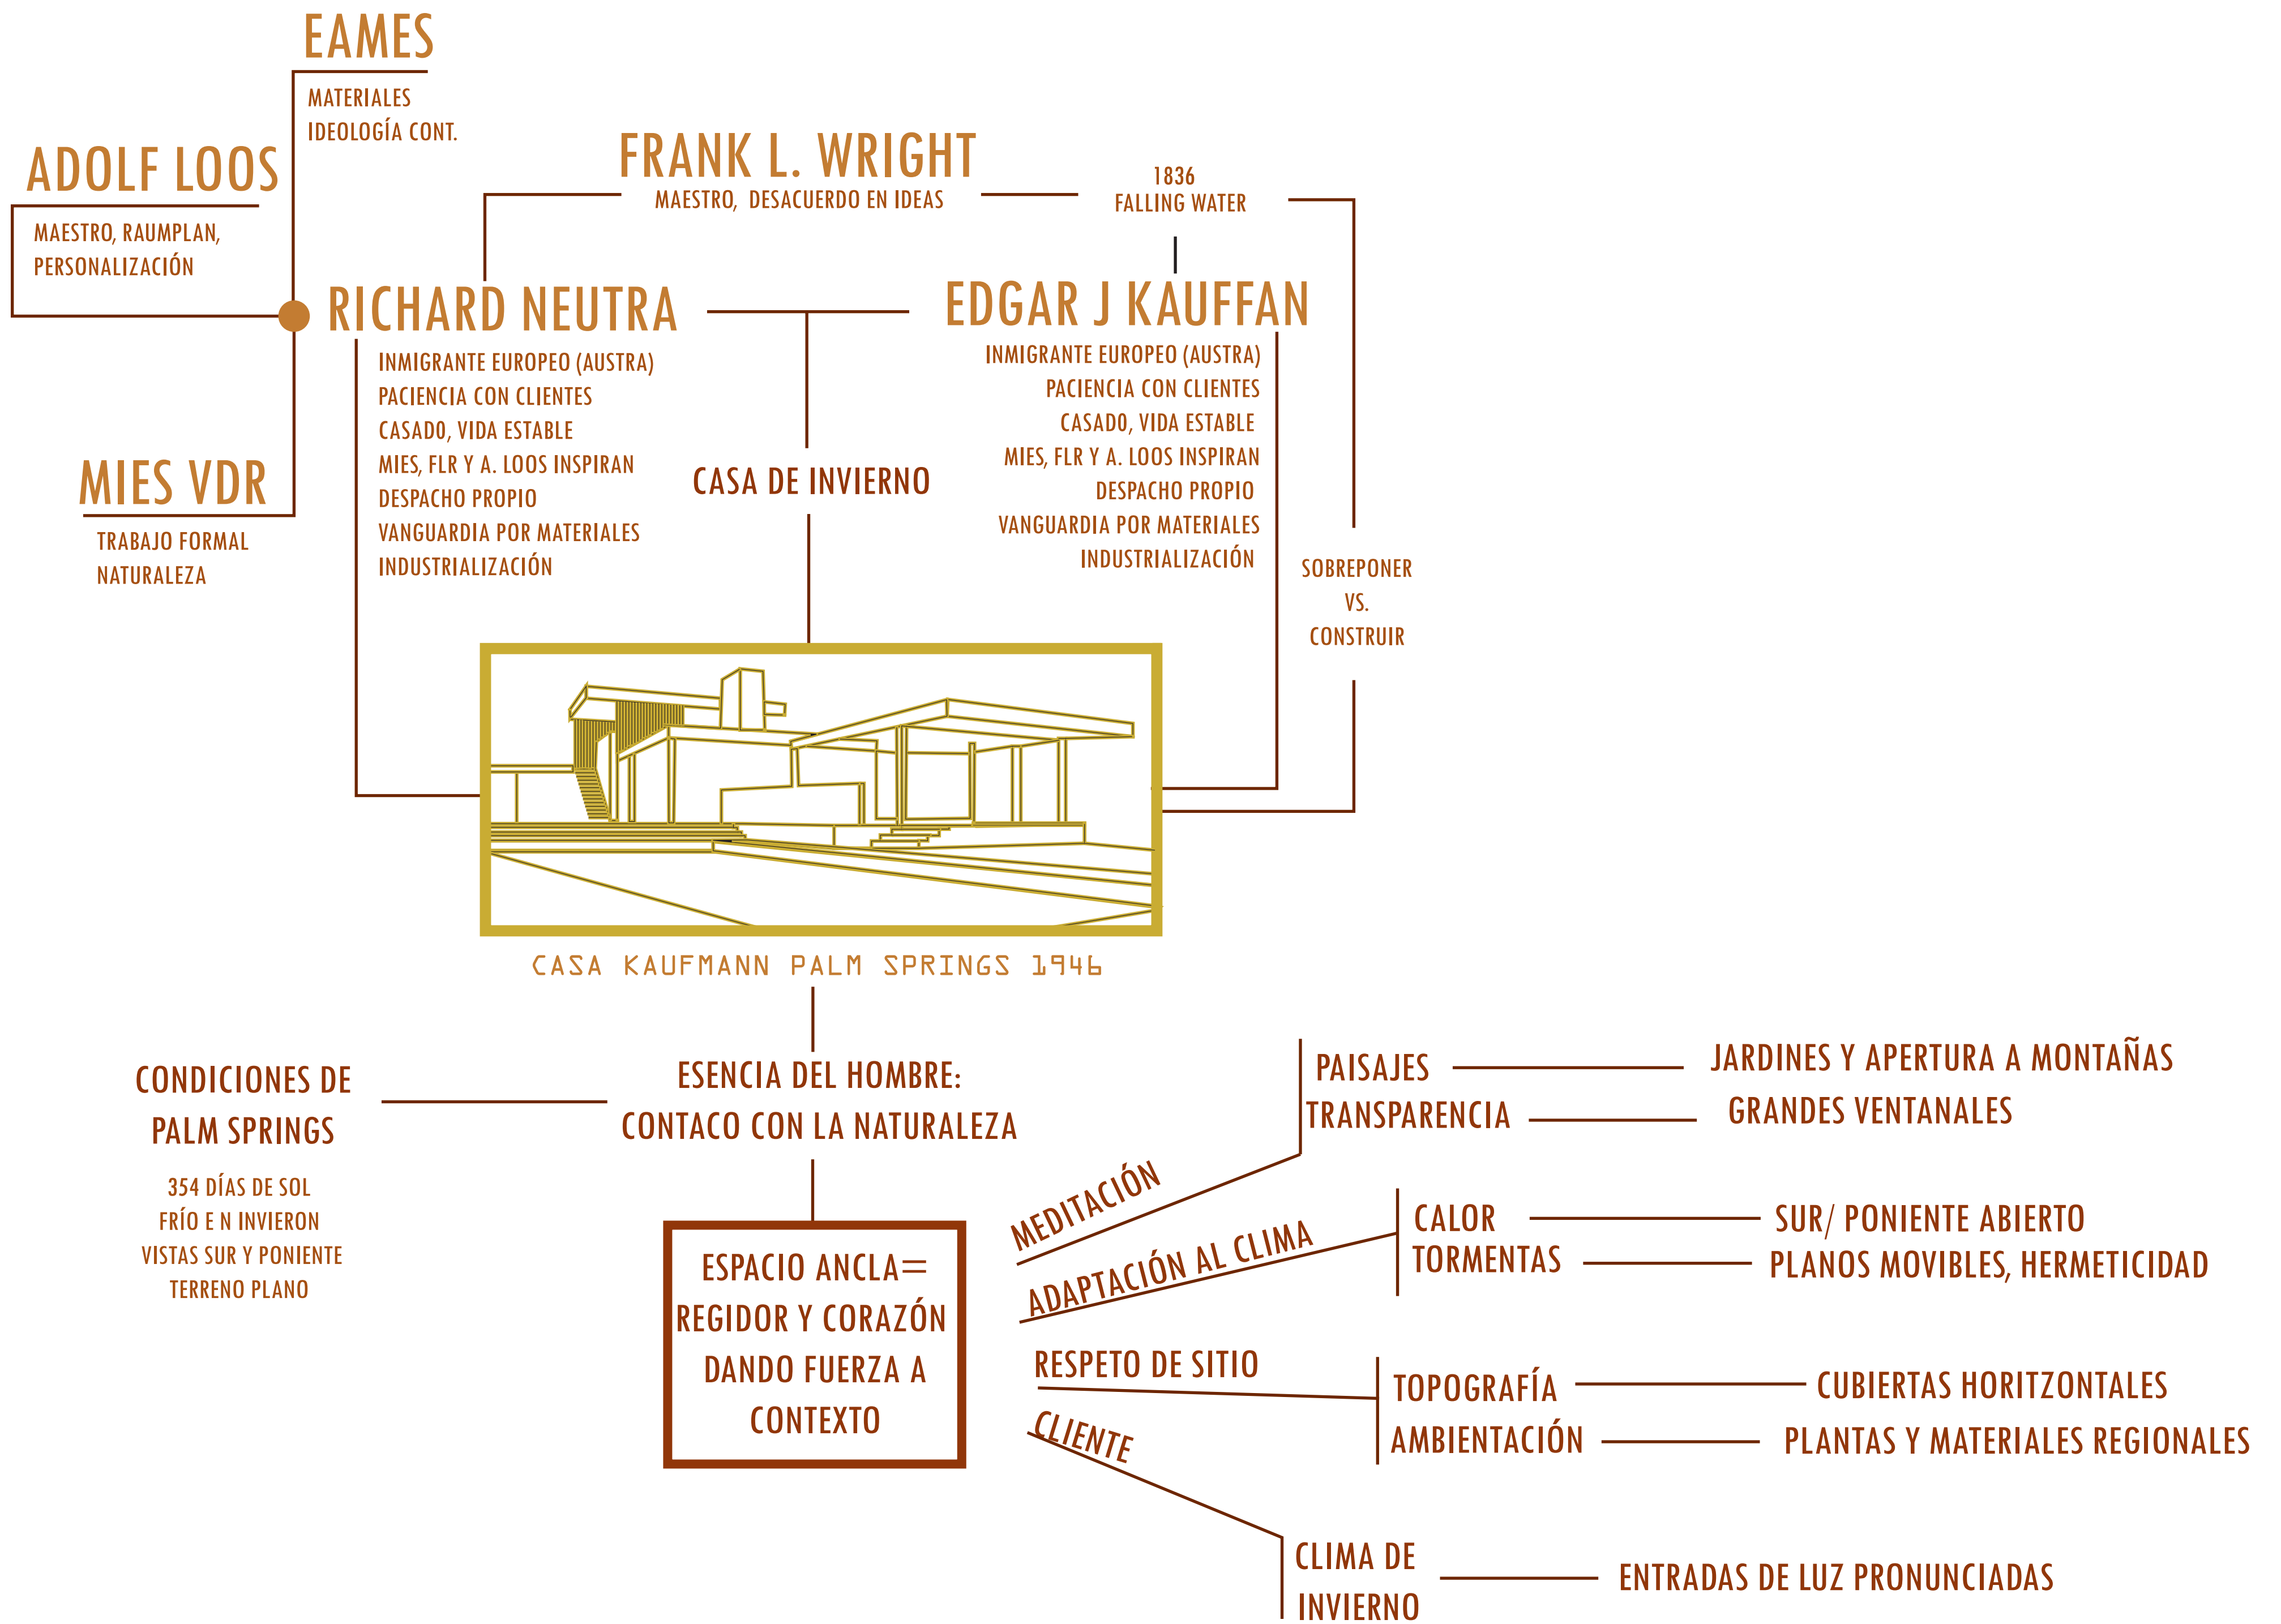 EAMES
MATERIALES
IDEOLOGÍA CONT.
ADOLF LOOS
MAESTRO, RAUMPLAN,
PERSONALIZACIÓN
MIES VDR
TRABAJO FORMAL
NATURALEZA
FRANK L. WRIGHT
MAESTRO, DESACUERDO EN IDEAS
1836
FALLING WATER
RICHARD NEUTRA
INMIGRANTE EUROPEO (AUSTRA)
PACIENCIA CON CLIENTES
CASADO, VIDA ESTABLE
MIES, FLR Y A. LOOS INSPIRAN
DESPACHO PROPIO
VANGUARDIA POR MATERIALES
INDUSTRIALIZACIÓN
CASA DE INVIERNO
EDGAR J KAUFFAN
INMIGRANTE EUROPEO (AUSTRA)
PACIENCIA CON CLIENTES
CASADO, VIDA ESTABLE
MIES, FLR Y A. LOOS INSPIRAN
DESPACHO PROPIO
VANGUARDIA POR MATERIALES
INDUSTRIALIZACIÓN
SOBREPONER
VS.
CONSTRUIR
CASA KAUFMANN PALM SPRINGS 1946
CONDICIONES DE
PALM SPRINGS
354 DÍAS DE SOL
FRÍO E N INVIERON
VISTAS SUR Y PONIENTE
TERRENO PLANO
ESENCIA DEL HOMBRE:
CONTACO CON LA NATURALEZA
ESPACIO ANCLA=
REGIDOR Y CORAZÓN
DANDO FUERZA A
CONTEXTO
MEDITACIÓN
PAISAJES
JARDINES Y APERTURA A MONTAÑAS
TRANSPARENCIA
GRANDES VENTANALES
ADAPTACIÓN AL CLIMA
CALOR
SUR/ PONIENTE ABIERTO
TORMENTAS
PLANOS MOVIBLES, HERMETICIDAD
RESPETO DE SITIO
TOPOGRAFÍA
CUBIERTAS HORITZONTALES
AMBIENTACIÓN
PLANTAS Y MATERIALES REGIONALES
CLIENTE
CLIMA DE
INVIERNO
ENTRADAS DE LUZ PRONUNCIADAS